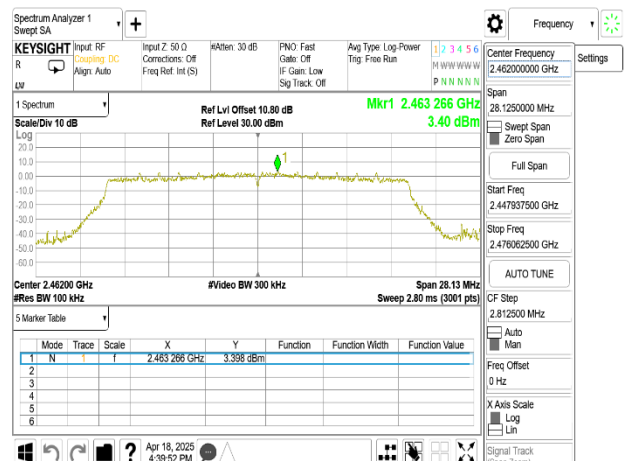 Spectrum Analyzer 1
Swept SA
+
Frequency
KEYSIGHT
R
Input: RF
Coupling: DC
Align: Auto
Input Z: 50 Ω
Corrections: Off
Freq Ref: Int (S)
#Atten: 30 dB
PNO: Fast
Gate: Off
IF Gain: Low
Sig Track: Off
Avg Type: Log-Power
Trig: Free Run
1 2 3 4 5 6
M W W W W W
P N N N N N
1 Spectrum
Scale/Div 10 dB
Ref Lvl Offset 10.80 dB
Ref Level 30.00 dBm
Mkr1 2.463 266 GHz
3.40 dBm
Log
20.0
10.0
0.00
-10.0
-20.0
-30.0
-40.0
-50.0
-60.0
1
Center 2.46200 GHz
#Res BW 100 kHz
#Video BW 300 kHz
Span 28.13 MHz
Sweep 2.80 ms (3001 pts)
5 Marker Table
Mode Trace Scale X Y Function Function Width Function Value
1 N 1 f 2.463 266 GHz 3.398 dBm
2
3
4
5
6
?
Apr 18, 2025
4:39:52 PM
Center Frequency
2.462000000 GHz
Settings
Span
28.1250000 MHz
Swept Span
Zero Span
Full Span
Start Freq
2.447937500 GHz
Stop Freq
2.476062500 GHz
AUTO TUNE
CF Step
2.812500 MHz
Auto
Man
Freq Offset
0 Hz
X Axis Scale
Log
Lin
Signal Track